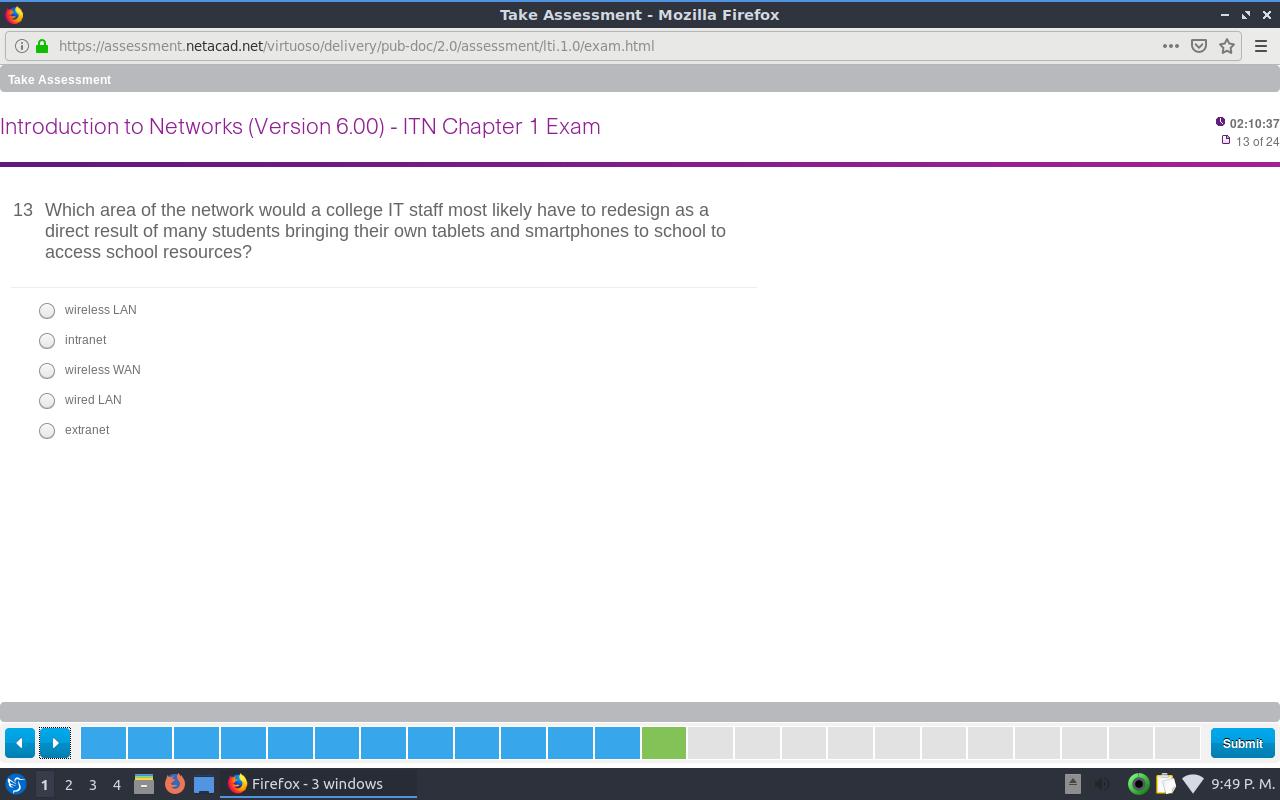 Take Assessment - Mozilla Firefox
https://assessment.netacad.net/virtuoso/delivery/pub-doc/2.0/assessment/lti.1.0/exam.html
Take Assessment
Introduction to Networks (Version 6.00) - ITN Chapter 1 Exam
02:10:37
13 of 24
13 Which area of the network would a college IT staff most likely have to redesign as a
direct result of many students bringing their own tablets and smartphones to school to
access school resources?
wireless LAN
intranet
wireless WAN
wired LAN
extranet
Submit
1 2 3 4 Firefox - 3 windows 9:49 P. M.